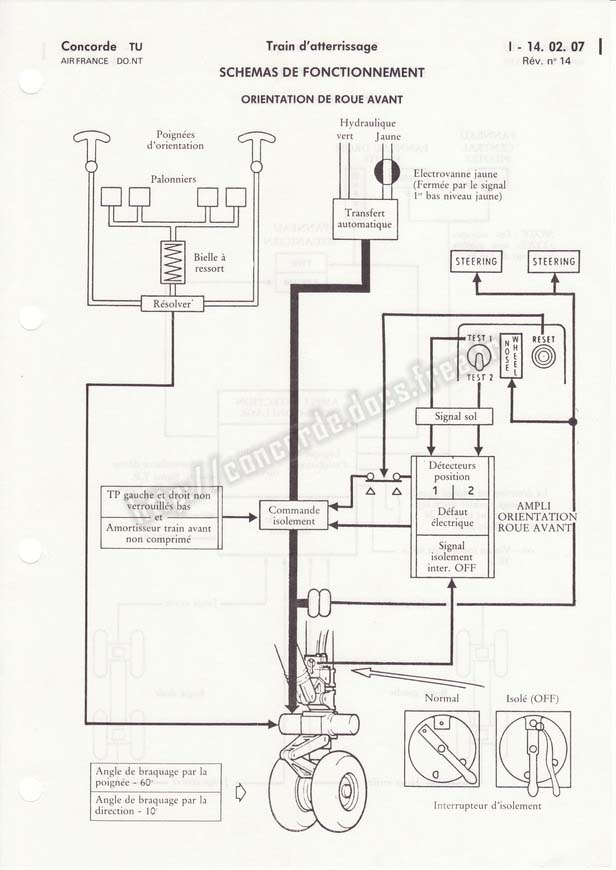 Concorde TU
AIR FRANCE DO.NT
Train d'atterrissage
I - 14. 02. 07
Rév. n° 14
SCHEMAS DE FONCTIONNEMENT
ORIENTATION DE ROUE AVANT
Poignées
d'orientation
Hydraulique
vert Jaune
Palonniers
Electrovanne jaune
(Fermée par le signal
1er bas niveau jaune)
Transfert
automatique
Bielle à
ressort
Résolver
STEERING
STEERING
TEST 1
TEST 2
NOSE
WHEEL
RESET
Signal sol
Détecteurs
position
1 2
Défaut
électrique
Signal
isolement
inter. OFF
AMPLI
ORIENTATION
ROUE AVANT
TP gauche et droit non
verrouillés bas
et
Amortisseur train avant
non comprimé
Commande
isolement
Normal
Isolé (OFF)
Interrupteur d'isolement
Angle de braquage par la
poignée - 60°
Angle de braquage par la
direction - 10°
http://concorde.docs.free.fr